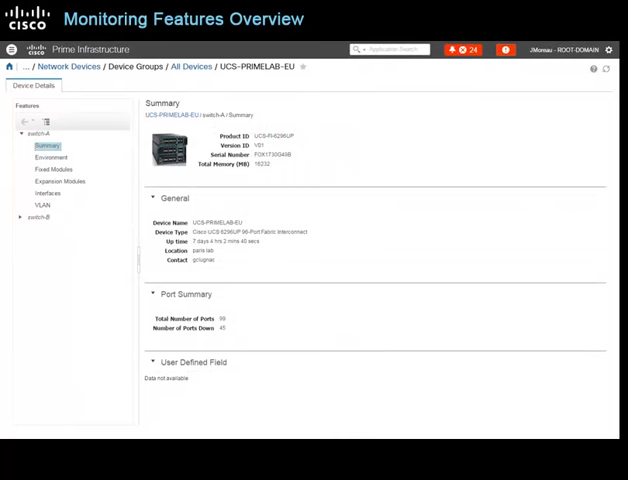 CISCO
Monitoring Features Overview
CISCO Prime Infrastructure
Application Search
24
JMoreau - ROOT-DOMAIN
... / Network Devices / Device Groups / All Devices / UCS-PRIMELAB-EU
Device Details
Features
switch-A
Summary
Environment
Fixed Modules
Expansion Modules
Interfaces
VLAN
switch-B
Summary
UCS-PRIMELAB-EU / switch-A / Summary
Product ID UCS-FI-6296UP
Version ID V01
Serial Number FOX1730G49B
Total Memory (MB) 16232
General
Device Name UCS-PRIMELAB-EU
Device Type Cisco UCS 6296UP 96-Port Fabric Interconnect
Up time 7 days 4 hrs 2 mins 40 secs
Location paris lab
Contact gclugnac
Port Summary
Total Number of Ports 98
Number of Ports Down 45
User Defined Field
Data not available